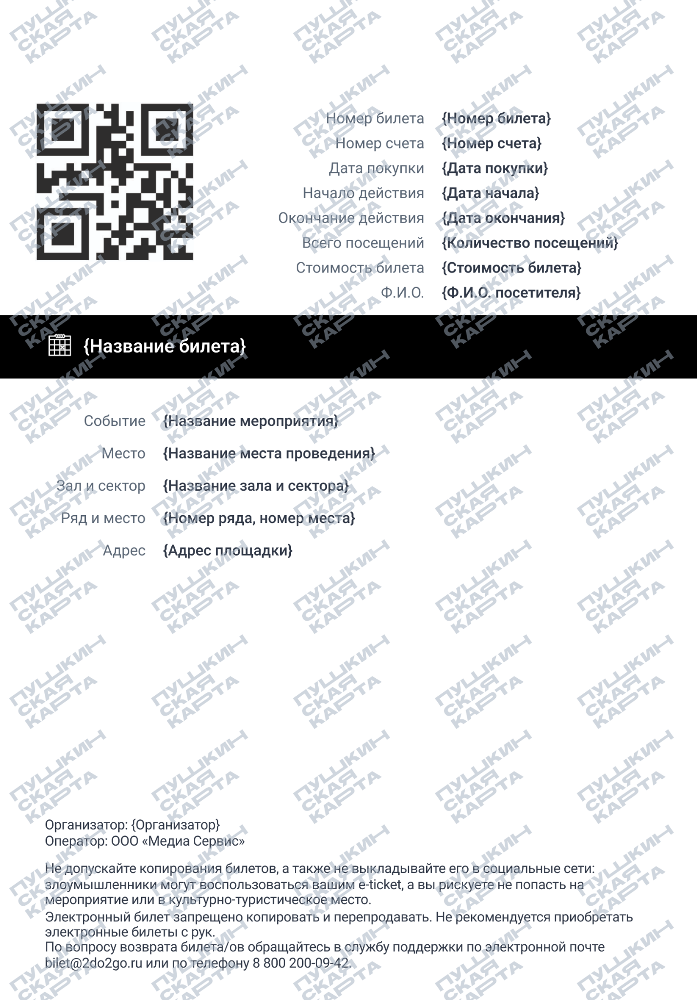 Номер билета {Номер билета}
Номер счета {Номер счета}
Дата покупки {Дата покупки}
Начало действия {Дата начала}
Окончание действия {Дата окончания}
Всего посещений {Количество посещений}
Стоимость билета {Стоимость билета}
Ф.И.О. {Ф.И.О. посетителя}
{Название билета}
Событие {Название мероприятия}
Место {Название места проведения}
Зал и сектор {Название зала и сектора}
Ряд и место {Номер ряда, номер места}
Адрес {Адрес площадки}
Организатор: {Организатор}
Оператор: ООО «Медиа Сервис»
Не допускайте копирования билетов, а также не выкладывайте его в социальные сети:
злоумышленники могут воспользоваться вашим e-ticket, а вы рискуете не попасть на
мероприятие или в культурно-туристическое место.
Электронный билет запрещено копировать и перепродавать. Не рекомендуется приобретать
электронные билеты с рук.
По вопросу возврата билета/ов обращайтесь в службу поддержки по электронной почте
bilet@2do2go.ru или по телефону 8 800 200-09-42.
ПУШКИН
СКАЯ
КАРТА